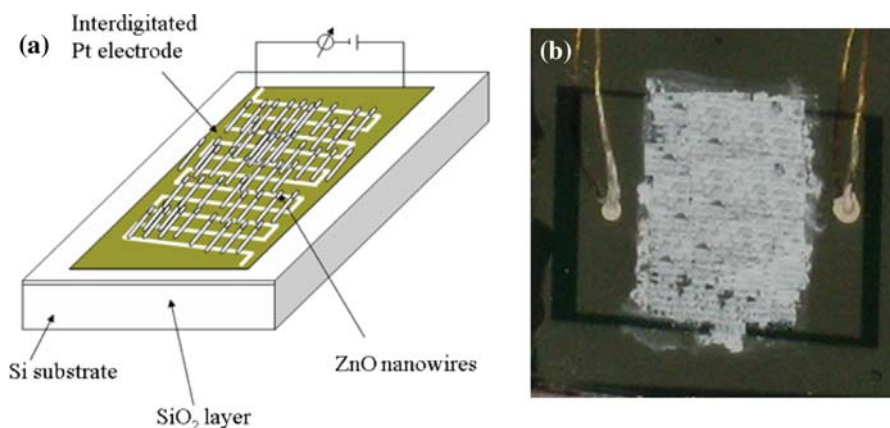 (a)
Interdigitated
Pt electrode
Si substrate
SiO₂ layer
ZnO nanowires
(b)